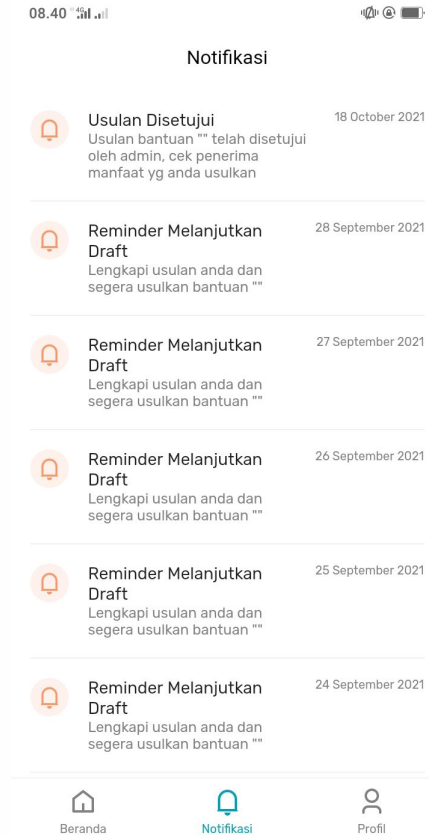 08.40 4G
Notifikasi
Usulan Disetujui
18 October 2021
Usulan bantuan "" telah disetujui
oleh admin, cek penerima
manfaat yg anda usulkan
Reminder Melanjutkan
28 September 2021
Draft
Lengkapi usulan anda dan
segera usulkan bantuan ""
Reminder Melanjutkan
27 September 2021
Draft
Lengkapi usulan anda dan
segera usulkan bantuan ""
Reminder Melanjutkan
26 September 2021
Draft
Lengkapi usulan anda dan
segera usulkan bantuan ""
Reminder Melanjutkan
25 September 2021
Draft
Lengkapi usulan anda dan
segera usulkan bantuan ""
Reminder Melanjutkan
24 September 2021
Draft
Lengkapi usulan anda dan
segera usulkan bantuan ""
Beranda
Notifikasi
Profil